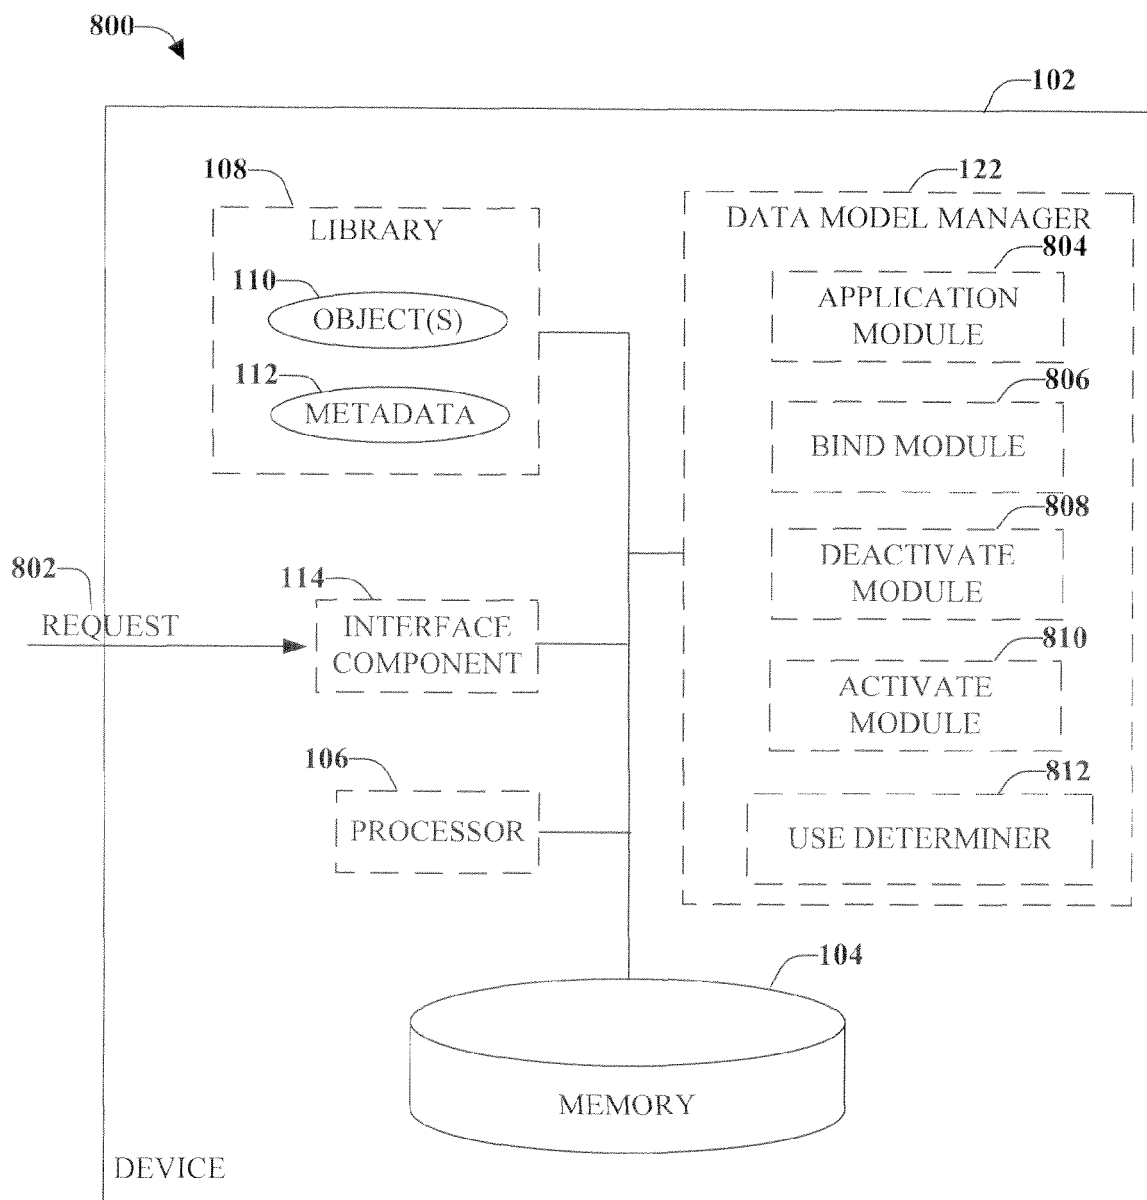 800
102
108
LIBRARY
110
OBJECT(S)
112
METADATA
122
DATA MODEL MANAGER
804
APPLICATION
MODULE
806
BIND MODULE
808
DEACTIVATE
MODULE
810
ACTIVATE
MODULE
812
USE DETERMINER
802
REQUEST
114
INTERFACE
COMPONENT
106
PROCESSOR
104
MEMORY
DEVICE